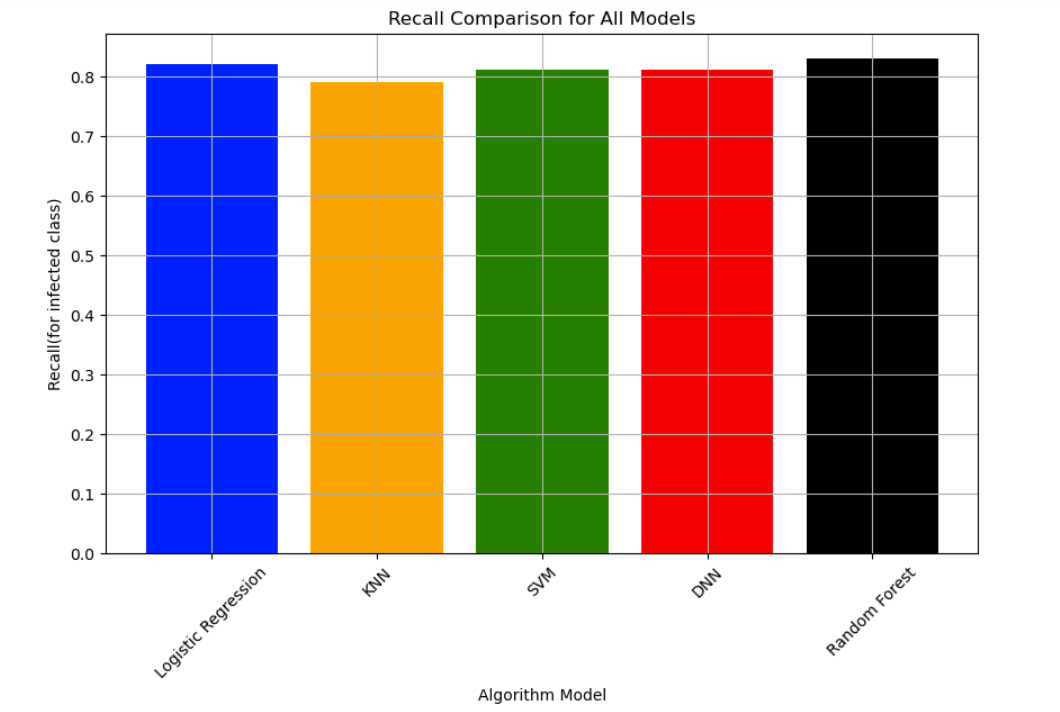 Recall Comparison for All Models
Recall(for infected class)
0.8
0.7
0.6
0.5
0.4
0.3
0.2
0.1
0.0
Logistic Regression
KNN
SVM
DNN
Random Forest
Algorithm Model